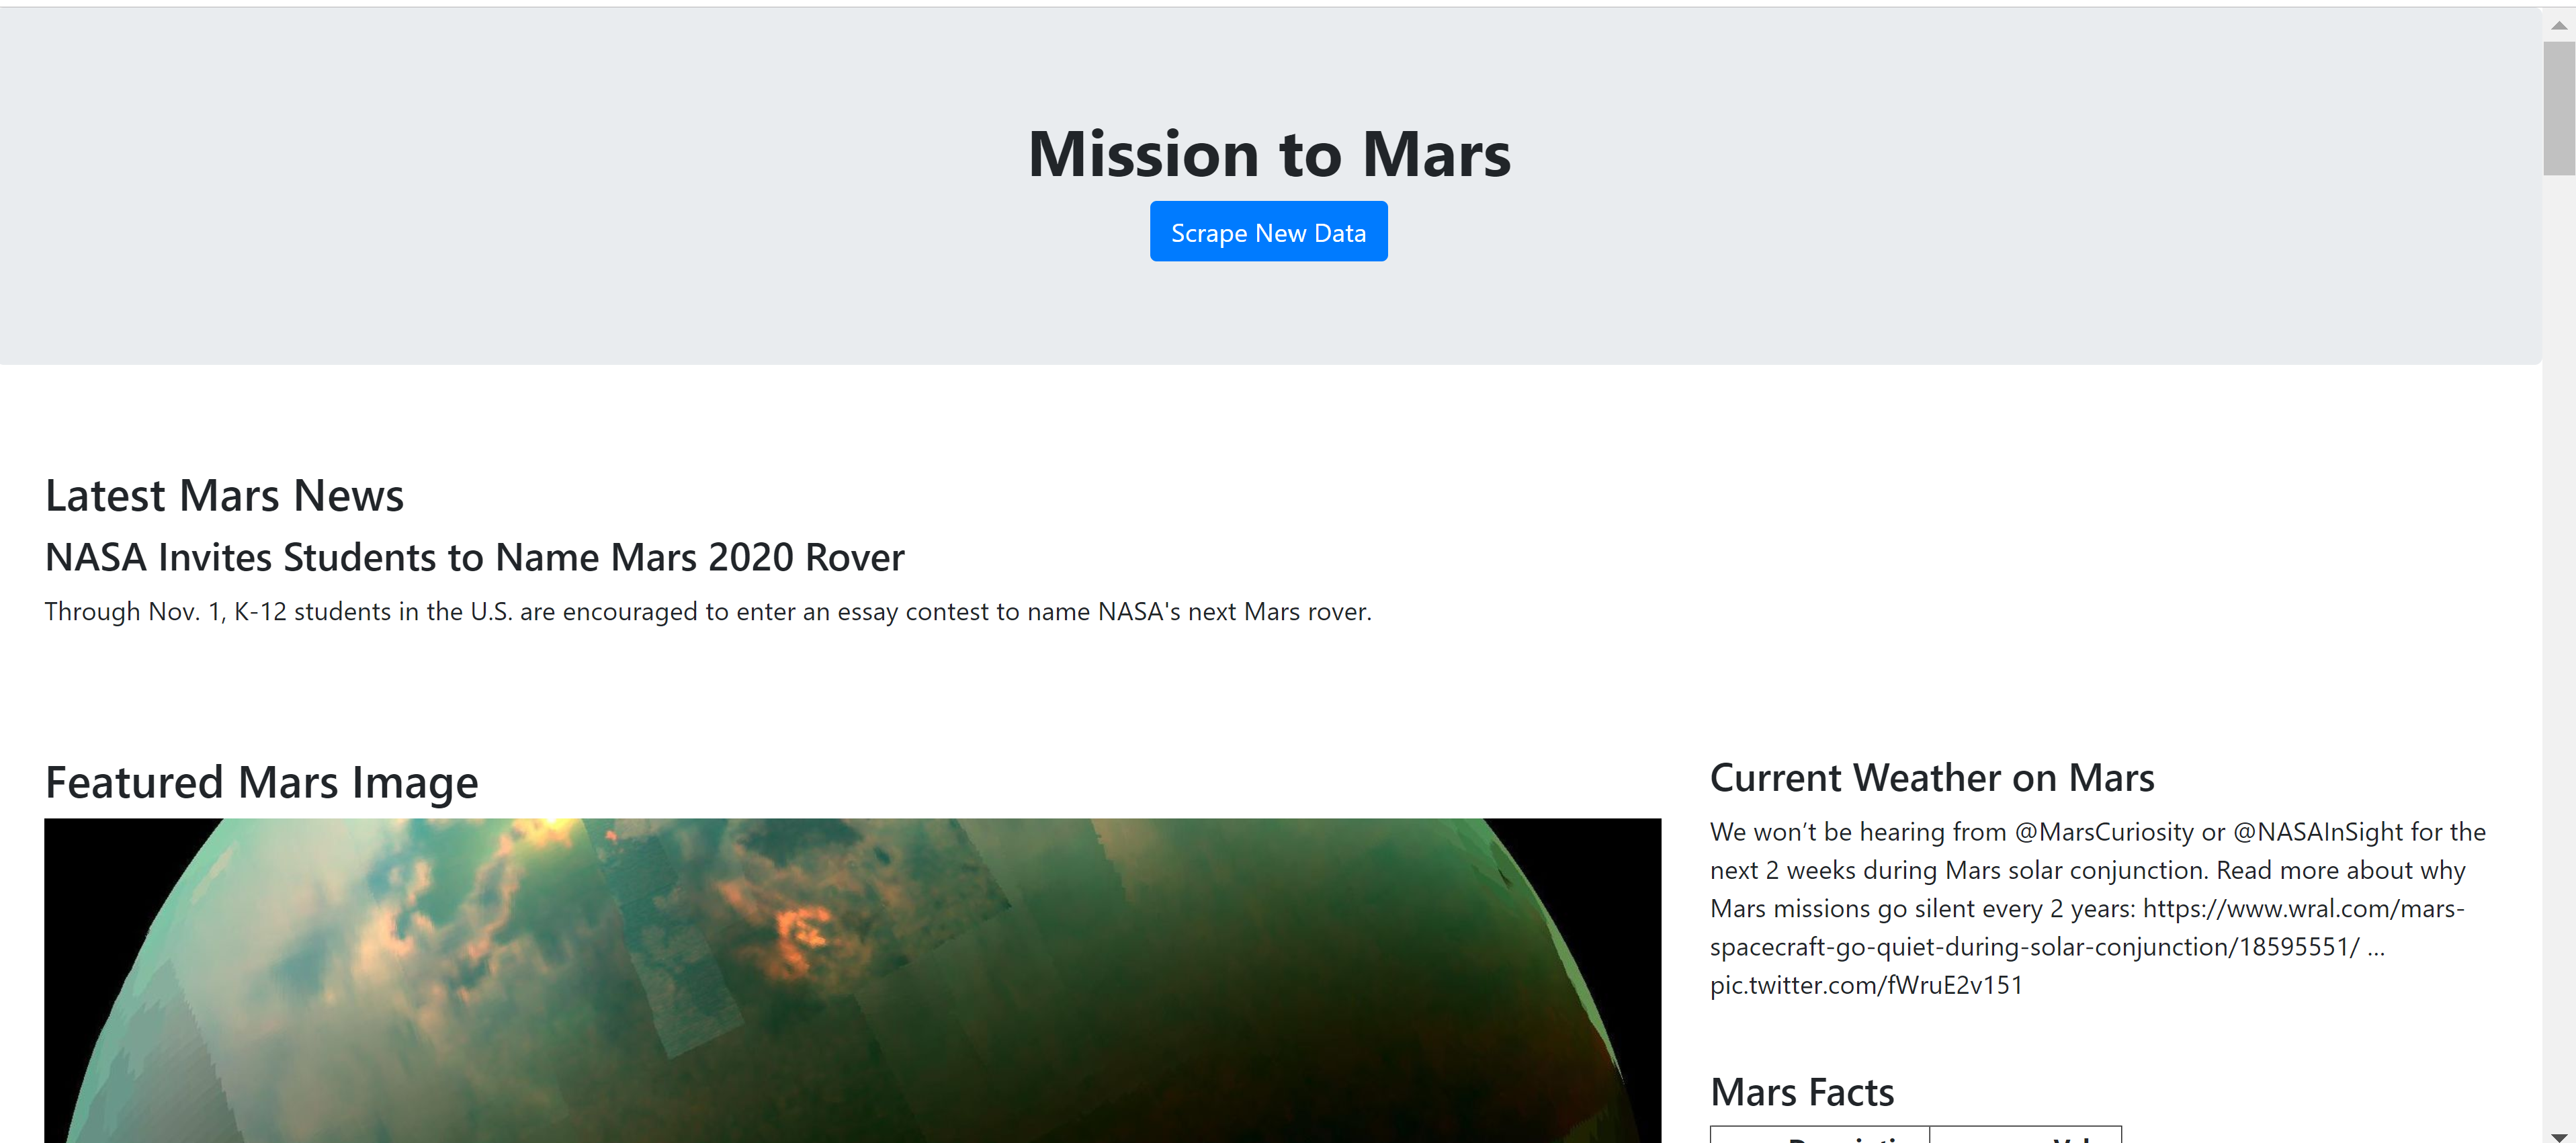 Mission to Mars
Scrape New Data
Latest Mars News
NASA Invites Students to Name Mars 2020 Rover
Through Nov. 1, K-12 students in the U.S. are encouraged to enter an essay contest to name NASA's next Mars rover.
Featured Mars Image
Current Weather on Mars
We won’t be hearing from @MarsCuriosity or @NASAInSight for the
next 2 weeks during Mars solar conjunction. Read more about why
Mars missions go silent every 2 years: https://www.wral.com/mars-
spacecraft-go-quiet-during-solar-conjunction/18595551/ …
pic.twitter.com/fWruE2v151
Mars Facts